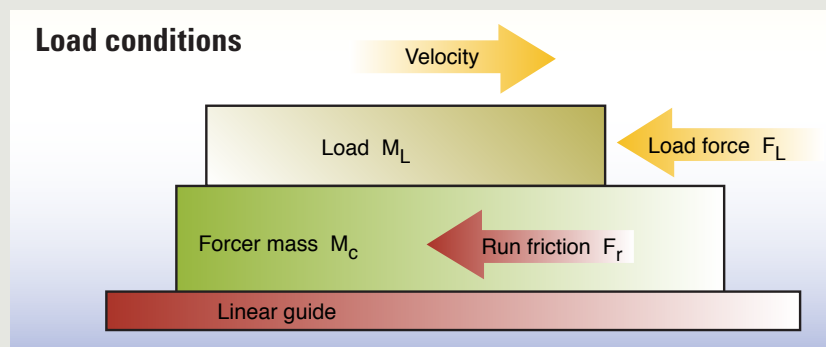 Load conditions
Velocity
Load M_L
Load force F_L
Forcer mass M_c
Run friction F_r
Linear guide